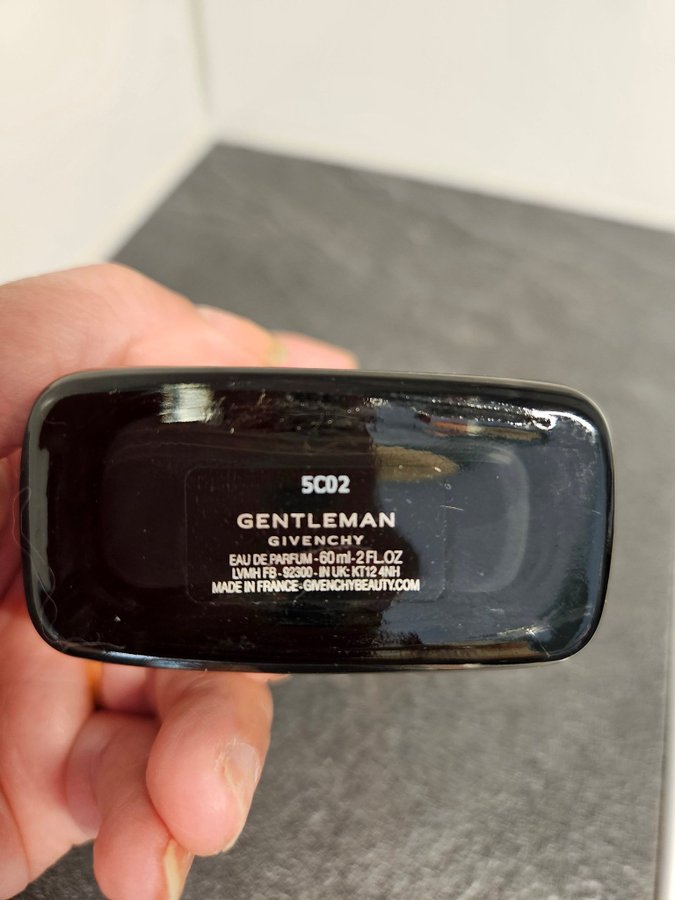 5C02
GENTLEMAN
GIVENCHY
EAU DE PARFUM - 60 ml - 2 FL.OZ
LVMH FB - 92300 - IN UK: KT12 4NH
MADE IN FRANCE - GIVENCHYBEAUTY.COM